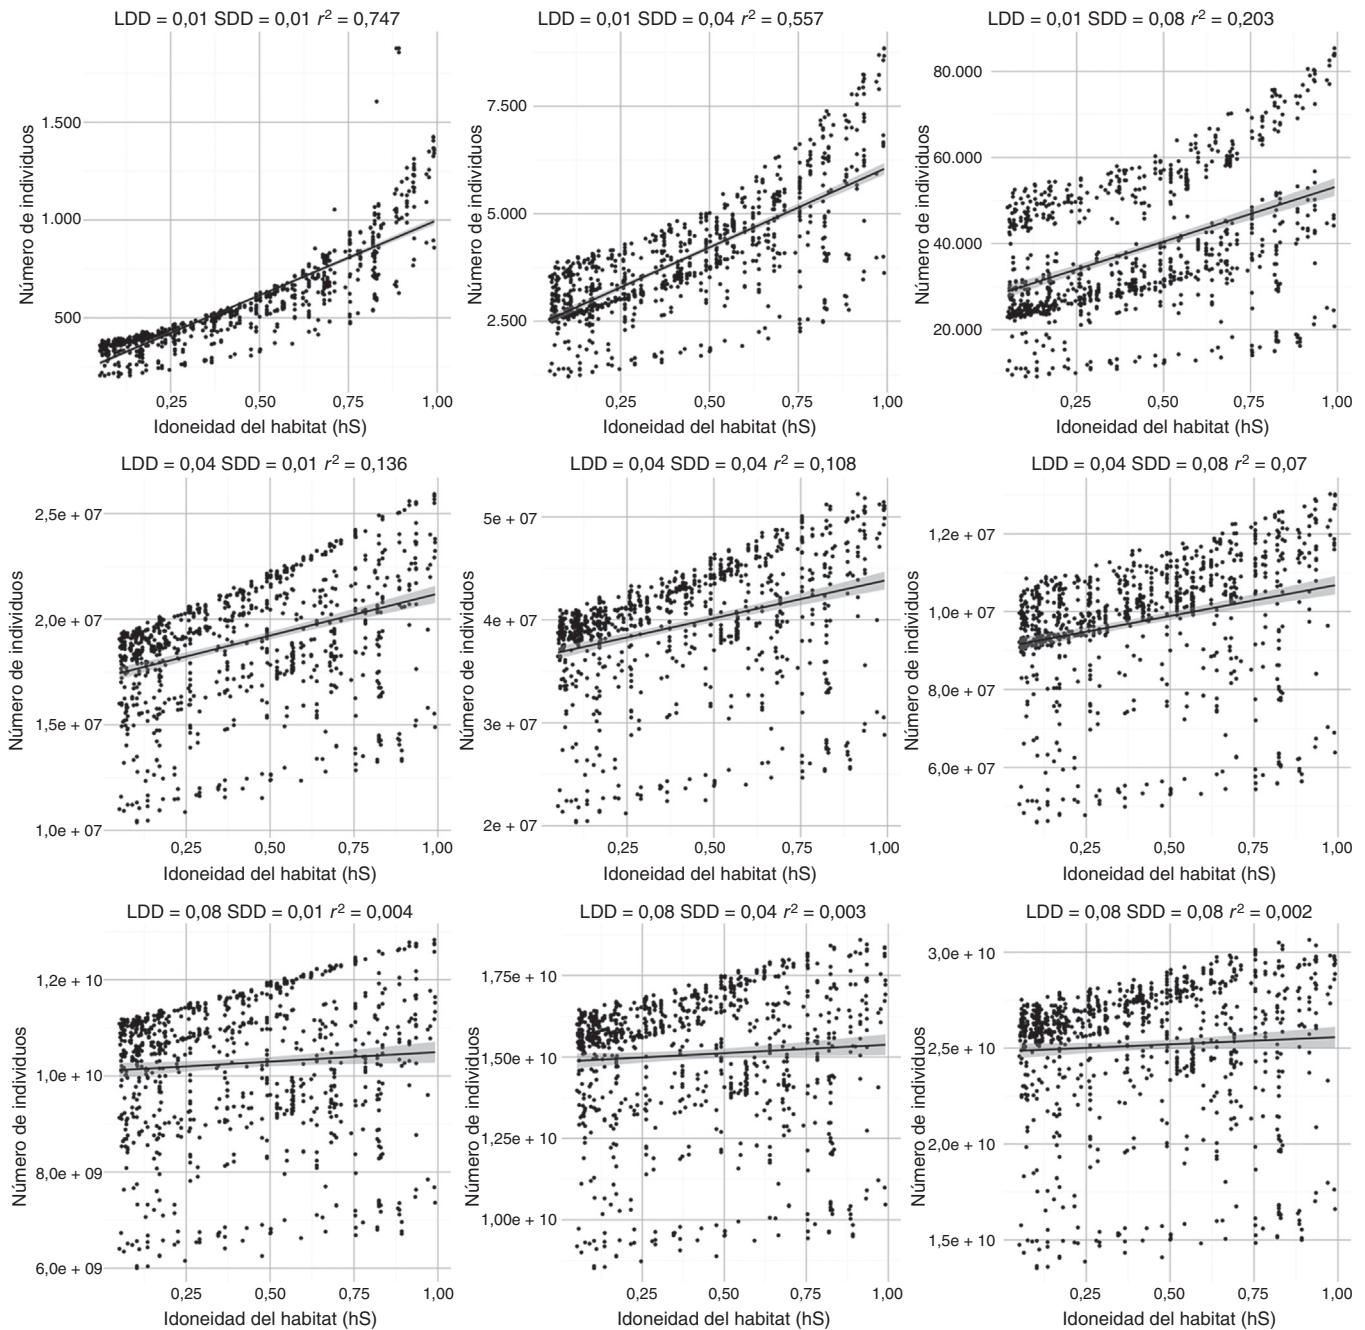 LDD = 0,01 SDD = 0,01 r² = 0,747
Número de individuos
1.500
1.000
500
0,25 0,50 0,75 1,00
Idoneidad del habitat (hS)
LDD = 0,01 SDD = 0,04 r² = 0,557
Número de individuos
7.500
5.000
2.500
0,25 0,50 0,75 1,00
Idoneidad del habitat (hS)
LDD = 0,01 SDD = 0,08 r² = 0,203
Número de individuos
80.000
60.000
40.000
20.000
0,25 0,50 0,75 1,00
Idoneidad del habitat (hS)
LDD = 0,04 SDD = 0,01 r² = 0,136
Número de individuos
2,5e + 07
2,0e + 07
1,5e + 07
1,0e + 07
0,25 0,50 0,75 1,00
Idoneidad del habitat (hS)
LDD = 0,04 SDD = 0,04 r² = 0,108
Número de individuos
5e + 07
4e + 07
3e + 07
2e + 07
0,25 0,50 0,75 1,00
Idoneidad del habitat (hS)
LDD = 0,04 SDD = 0,08 r² = 0,07
Número de individuos
1,2e + 07
1,0e + 07
8,0e + 07
6,0e + 07
0,25 0,50 0,75 1,00
Idoneidad del habitat (hS)
LDD = 0,08 SDD = 0,01 r² = 0,004
Número de individuos
1,2e + 10
1,0e + 10
8,0e + 09
6,0e + 09
0,25 0,50 0,75 1,00
Idoneidad del habitat (hS)
LDD = 0,08 SDD = 0,04 r² = 0,003
Número de individuos
1,75e + 10
1,50e + 10
1,25e + 10
1,00e + 10
0,25 0,50 0,75 1,00
Idoneidad del habitat (hS)
LDD = 0,08 SDD = 0,08 r² = 0,002
Número de individuos
3,0e + 10
2,5e + 10
2,0e + 10
1,5e + 10
0,25 0,50 0,75 1,00
Idoneidad del habitat (hS)